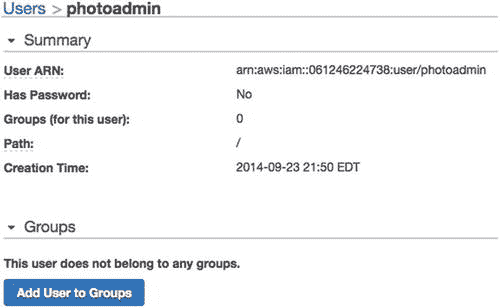 Users > photoadmin
Summary
User ARN: arn:aws:iam::061246224738:user/photoadmin
Has Password: No
Groups (for this user): 0
Path: /
Creation Time: 2014-09-23 21:50 EDT
Groups
This user does not belong to any groups.
Add User to Groups